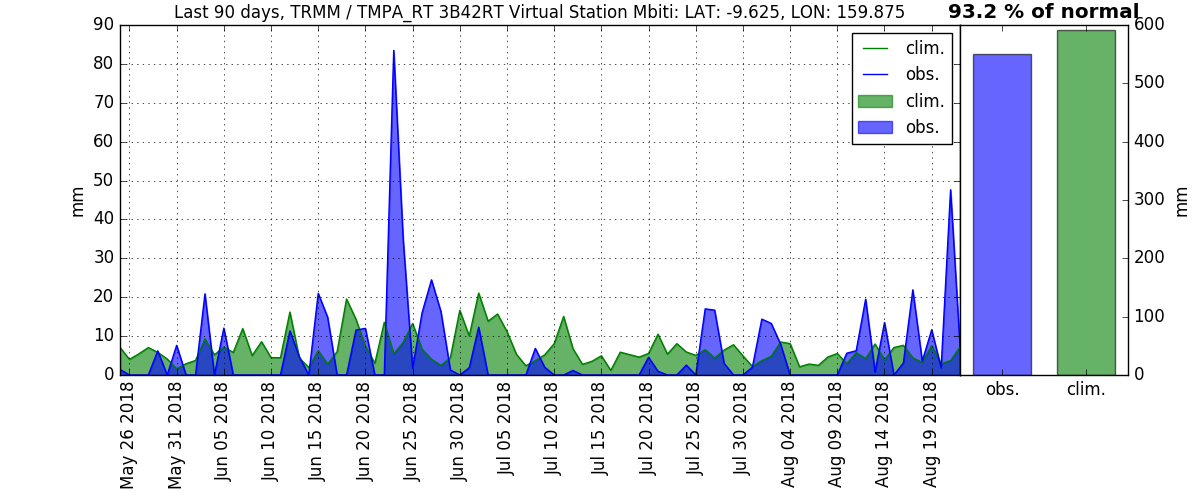 Last 90 days, TRMM / TMPA_RT 3B42RT Virtual Station Mbiti: LAT: -9.625, LON: 159.875
93.2 % of normal
90
80
70
60
50
40
30
20
10
0
mm
clim.
obs.
clim.
obs.
600
500
400
300
200
100
0
mm
obs.
clim.
May 26 2018
May 31 2018
Jun 05 2018
Jun 10 2018
Jun 15 2018
Jun 20 2018
Jun 25 2018
Jun 30 2018
Jul 05 2018
Jul 10 2018
Jul 15 2018
Jul 20 2018
Jul 25 2018
Jul 30 2018
Aug 04 2018
Aug 09 2018
Aug 14 2018
Aug 19 2018